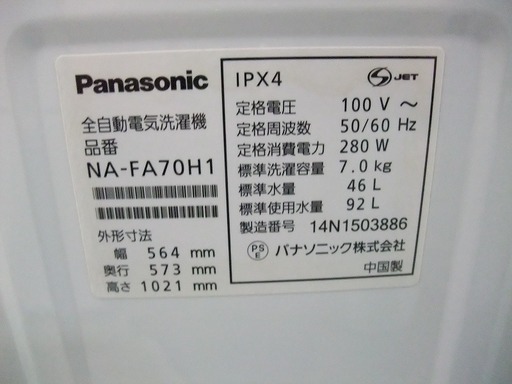 Panasonic
全自動電気洗濯機
品番
NA-FA70H1
外形寸法
幅 564 mm
奥行 573 mm
高さ 1021 mm
IPX4
S JET
定格電圧 100 V ～
定格周波数 50/60 Hz
定格消費電力 280 W
標準洗濯容量 7.0 kg
標準水量 46 L
標準使用水量 92 L
製造番号 14N1503886
PS E パナソニック株式会社
中国製